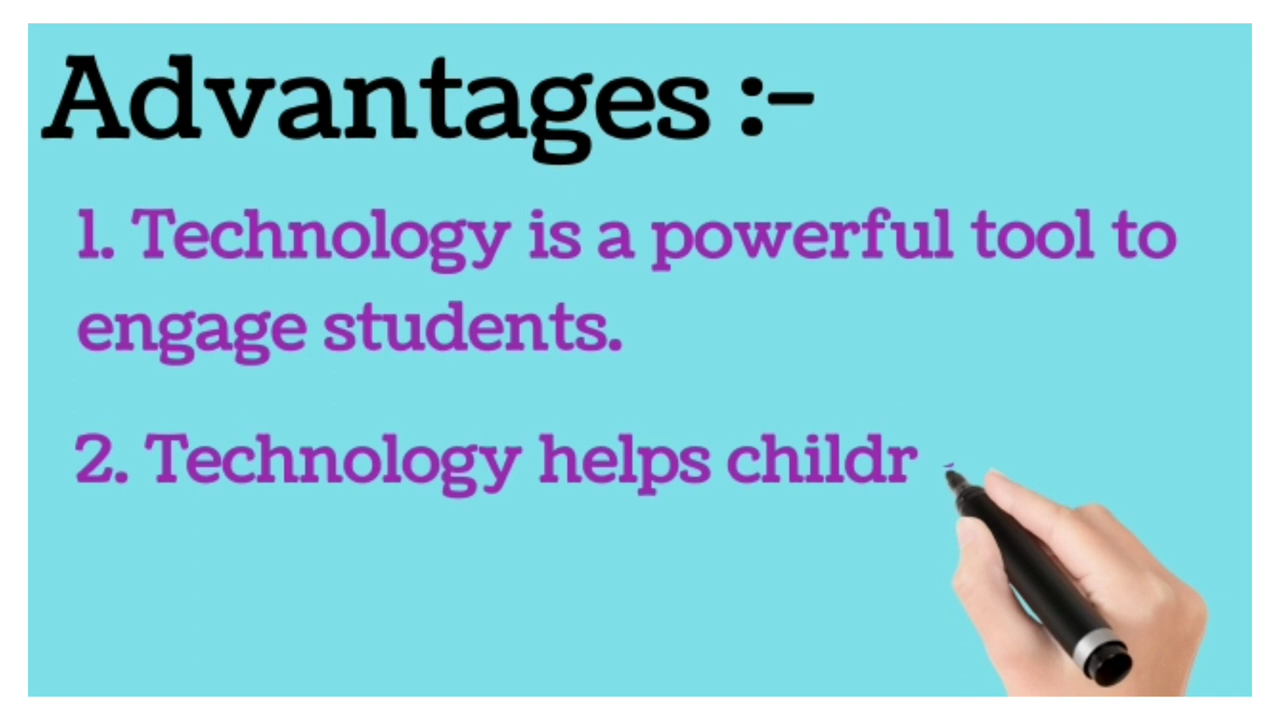 Advantages :-
1. Technology is a powerful tool to
engage students.
2. Technology helps childr